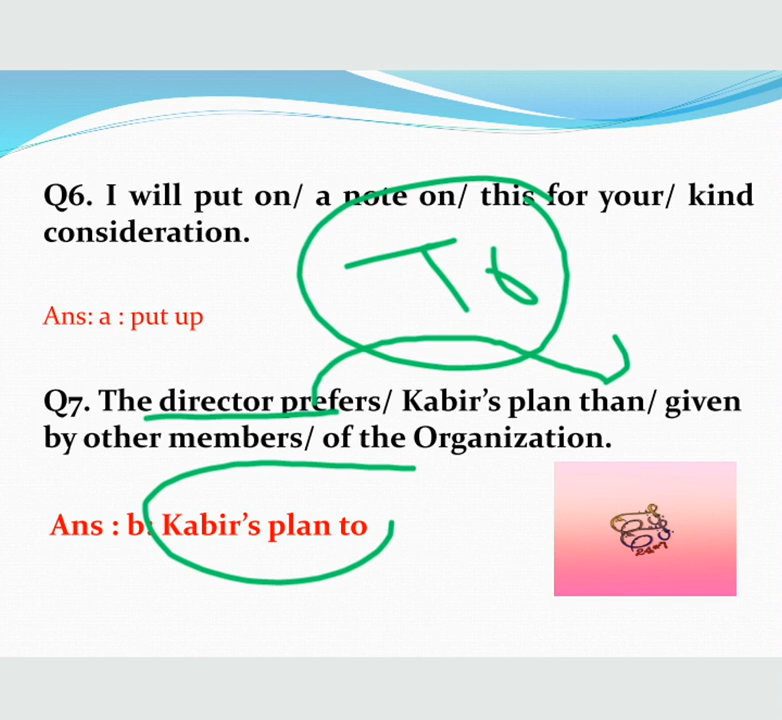 Q6. I will put on/ a note on/ this for your/ kind
consideration.
To
Ans: a : put up
Q7. The director prefers/ Kabir’s plan than/ given
by other members/ of the Organization.
Ans : b: Kabir’s plan to